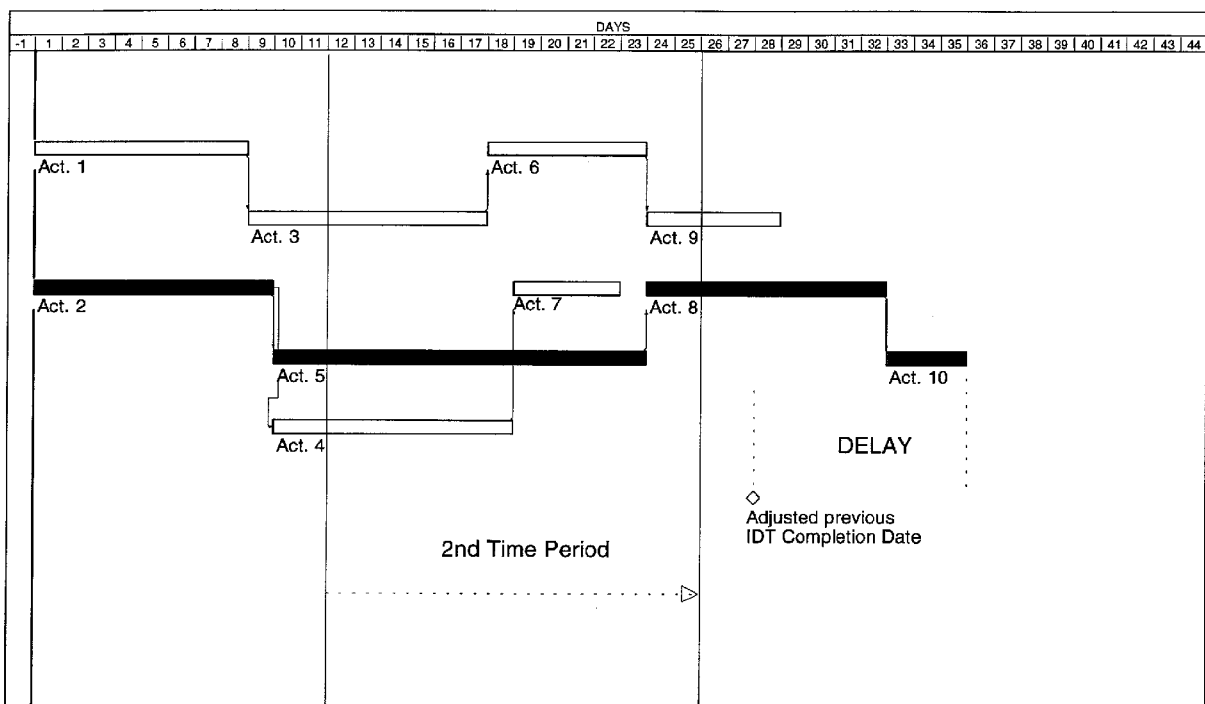 DAYS
-1 1 2 3 4 5 6 7 8 9 10 11 12 13 14 15 16 17 18 19 20 21 22 23 24 25 26 27 28 29 30 31 32 33 34 35 36 37 38 39 40 41 42 43 44
Act. 1
Act. 6
Act. 3
Act. 9
Act. 2
Act. 7
Act. 8
Act. 5
Act. 10
Act. 4
DELAY
Adjusted previous
IDT Completion Date
2nd Time Period